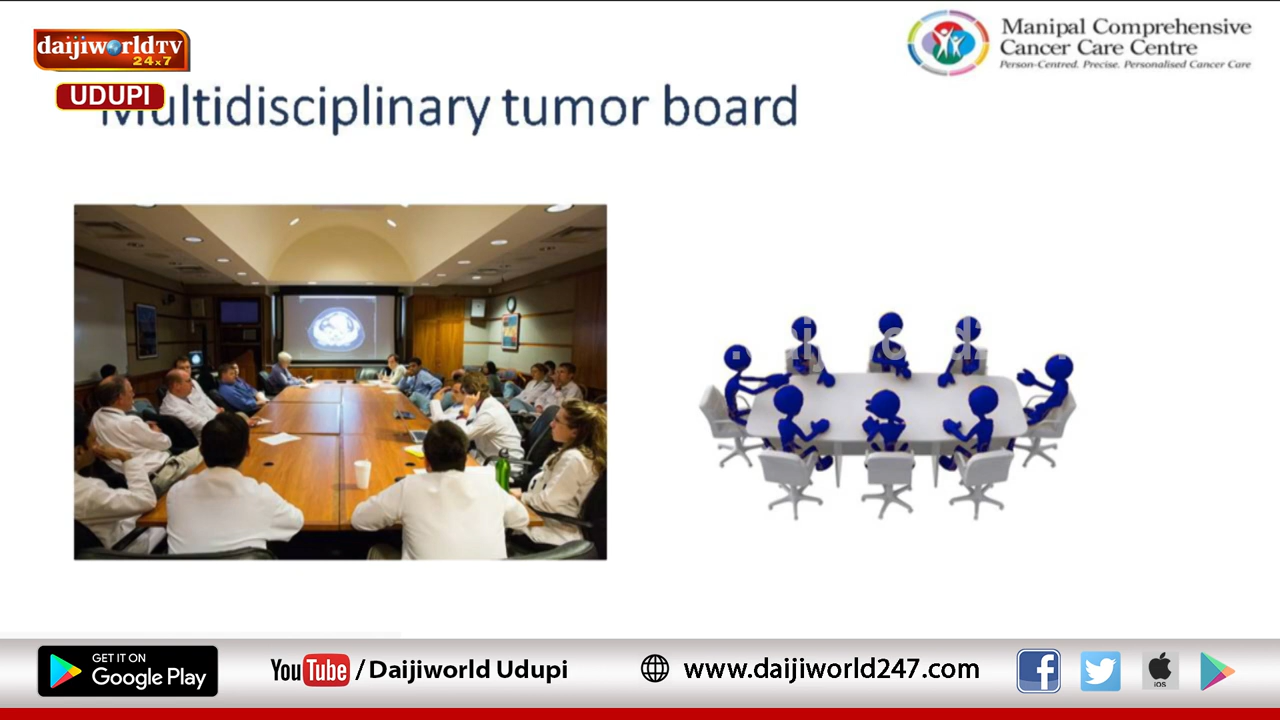 daijiworldTV
24x7
UDUPI
Manipal Comprehensive
Cancer Care Centre
Person-Centred. Precise. Personalised Cancer Care
Multidisciplinary tumor board
GET IT ON
Google Play
YouTube / Daijiworld Udupi
www.daijiworld247.com
iOS